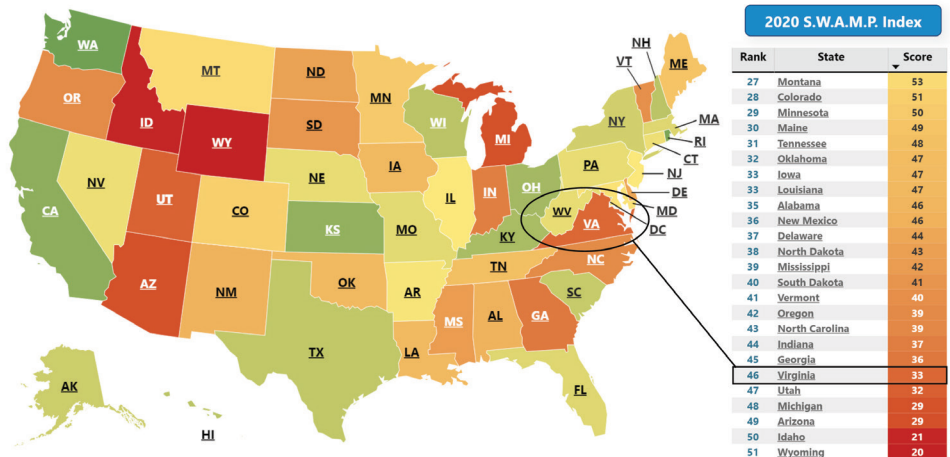 2020 S.W.A.M.P. Index
Rank State Score
27 Montana 53
28 Colorado 51
29 Minnesota 50
30 Maine 49
31 Tennessee 48
32 Oklahoma 47
33 Iowa 47
33 Louisiana 47
35 Alabama 46
36 New Mexico 46
37 Delaware 44
38 North Dakota 43
39 Mississippi 42
40 South Dakota 41
41 Vermont 40
42 Oregon 39
43 North Carolina 39
44 Indiana 37
45 Georgia 36
46 Virginia 33
47 Utah 32
48 Michigan 29
49 Arizona 29
50 Idaho 21
51 Wyoming 20
WA
MT
ND
MN
VT
NH
ME
OR
ID
WY
SD
WI
MI
NY
MA
RI
CT
NV
UT
CO
NE
IA
IL
IN
OH
PA
NJ
DE
MD
DC
CA
KS
MO
KY
WV
VA
AZ
NM
OK
AR
TN
NC
SC
MS
AL
GA
TX
LA
FL
AK
HI